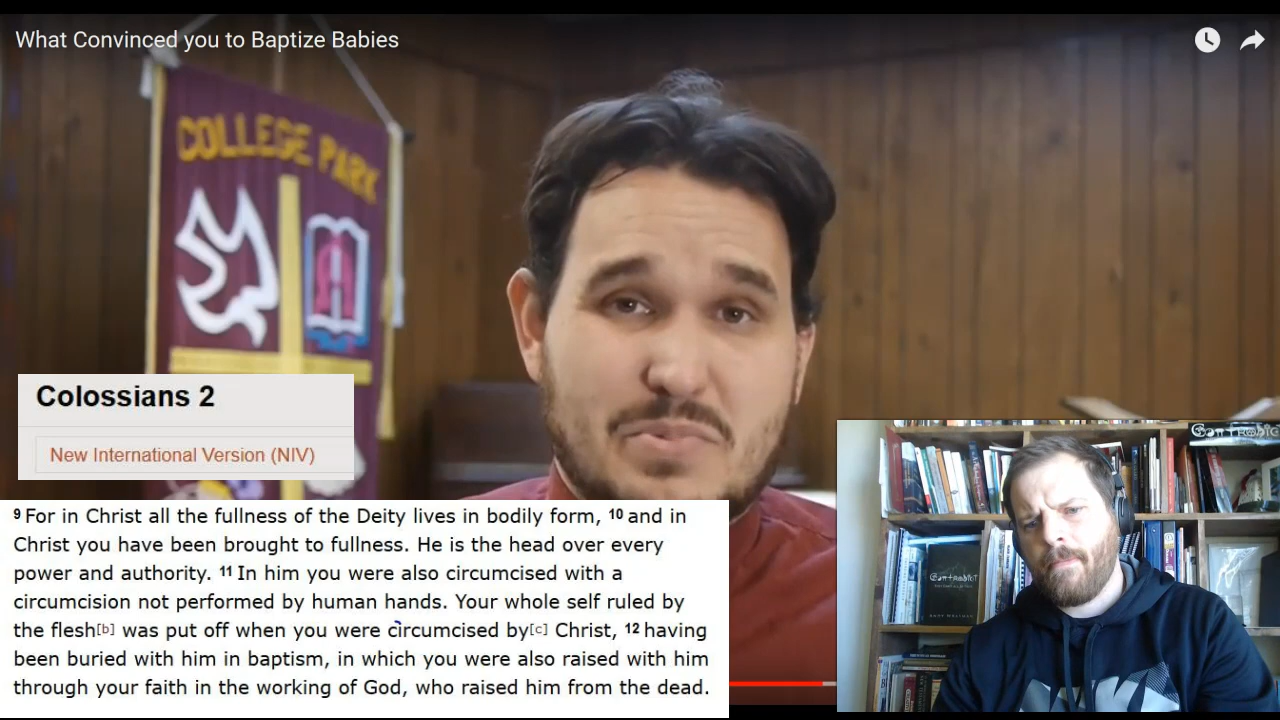 What Convinced you to Baptize Babies
COLLEGE PARK
Colossians 2
New International Version (NIV)
9 For in Christ all the fullness of the Deity lives in bodily form, 10 and in
Christ you have been brought to fullness. He is the head over every
power and authority. 11 In him you were also circumcised with a
circumcision not performed by human hands. Your whole self ruled by
the flesh[b] was put off when you were circumcised by[c] Christ, 12 having
been buried with him in baptism, in which you were also raised with him
through your faith in the working of God, who raised him from the dead.
Contradict